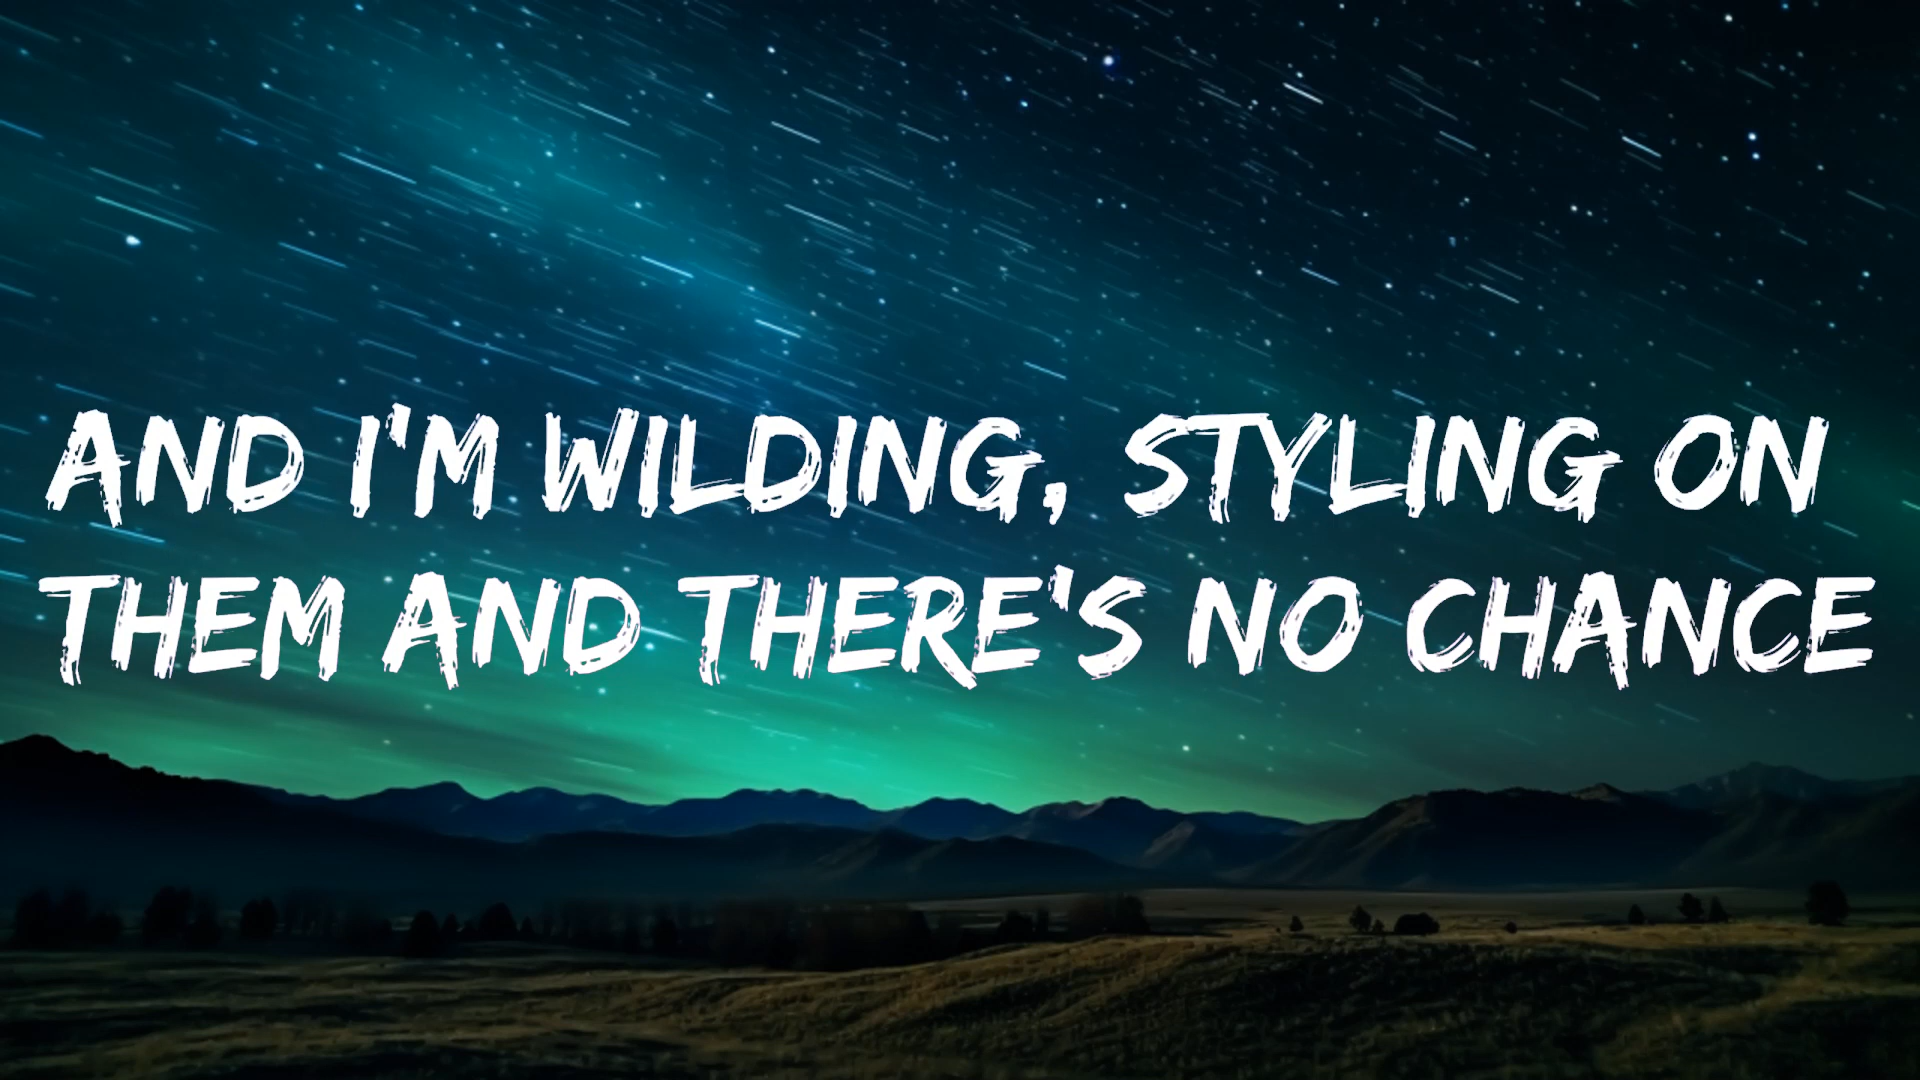 AND I'M WILDING, STYLING ON
THEM AND THERE'S NO CHANCE